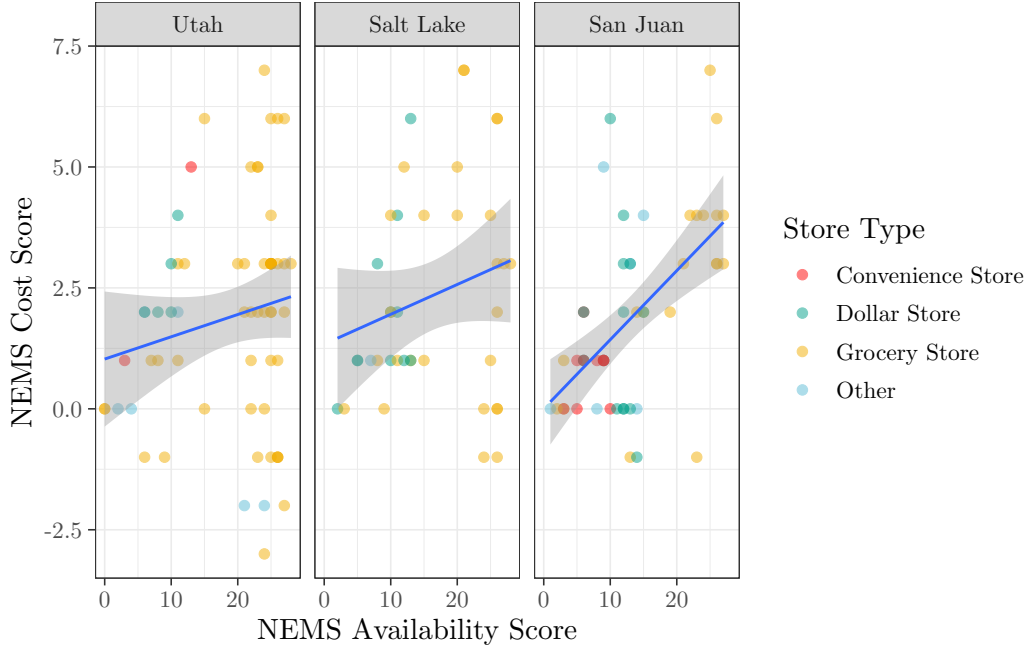 Utah Salt Lake San Juan
7.5
5.0
2.5
0.0
-2.5
NEMS Cost Score
0 10 20 0 10 20 0 10 20
NEMS Availability Score
Store Type
Convenience Store
Dollar Store
Grocery Store
Other